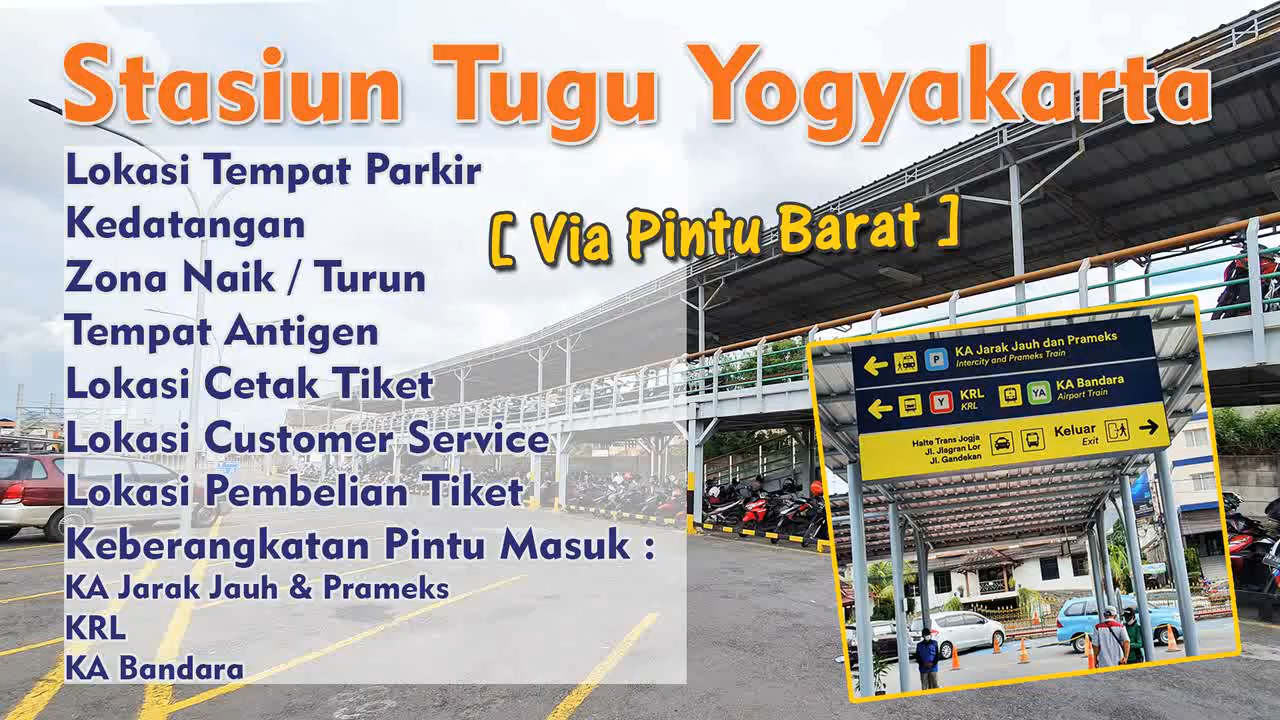 Stasiun Tugu Yogyakarta
Lokasi Tempat Parkir
Kedatangan
[ Via Pintu Barat ]
Zona Naik / Turun
Tempat Antigen
Lokasi Cetak Tiket
Lokasi Customer Service
Lokasi Pembelian Tiket
Keberangkatan Pintu Masuk :
KA Jarak Jauh & Prameks
KRL
KA Bandara
P KA Jarak Jauh dan Prameks
Intercity and Prameks Train
Y KRL YA KA Bandara
KRL Airport Train
Halte Trans Jogja
Jl. Jlagran Lor
Jl. Gandekan
Keluar
Exit